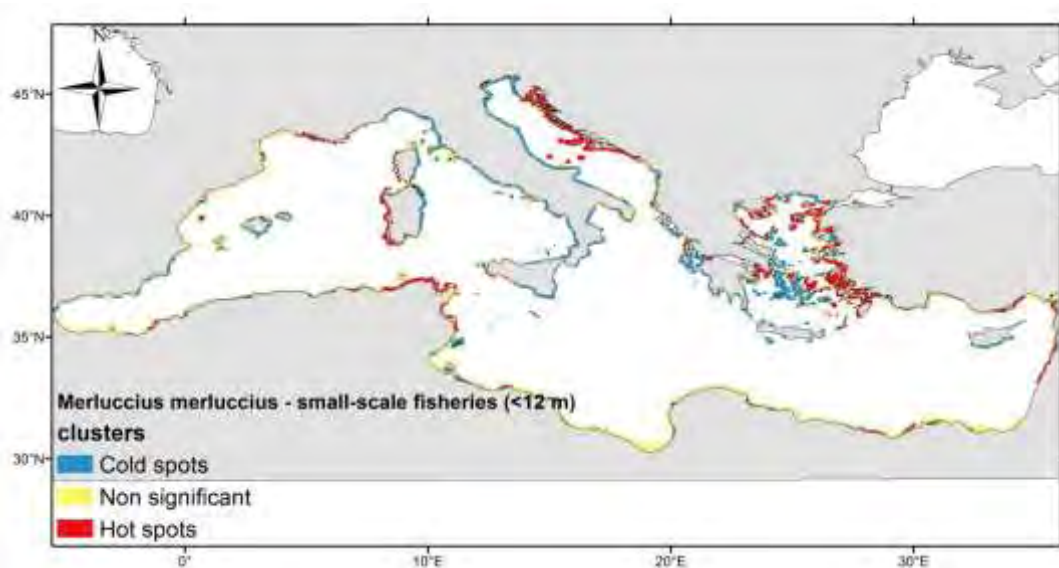 N
45°N
40°N
35°N
Merluccius merluccius - small-scale fisheries (<12 m)
clusters
30°N
Cold spots
Non significant
Hot spots
0°
10°E
20°E
30°E